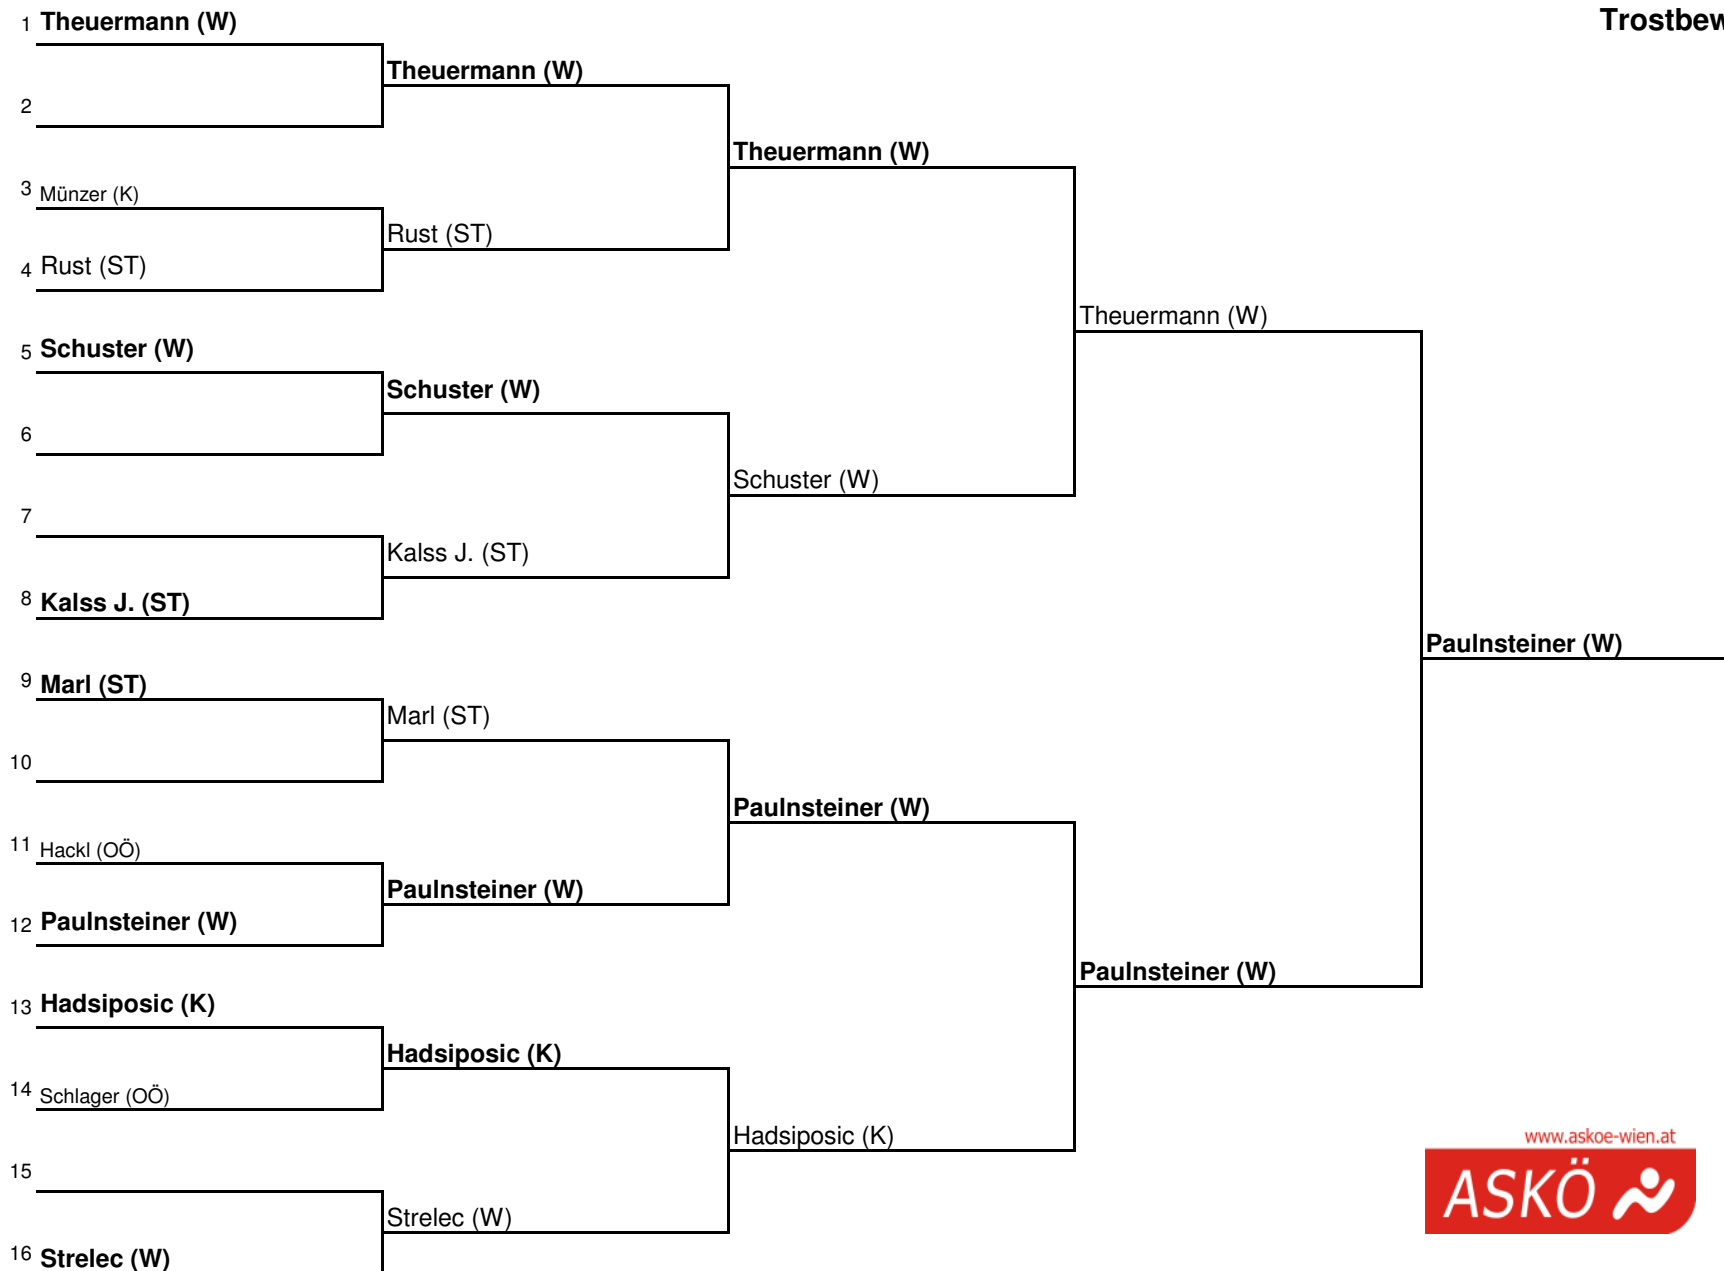 Trostbew
1 Theuermann (W)
Theuermann (W)
2
Theuermann (W)
3 Münzer (K)
Rust (ST)
4 Rust (ST)
Theuermann (W)
5 Schuster (W)
Schuster (W)
6
Schuster (W)
7
Kalss J. (ST)
8 Kalss J. (ST)
Paulnsteiner (W)
9 Marl (ST)
Marl (ST)
10
Paulnsteiner (W)
11 Hackl (OÖ)
Paulnsteiner (W)
12 Paulnsteiner (W)
Paulnsteiner (W)
13 Hadsiposic (K)
Hadsiposic (K)
14 Schlager (OÖ)
Hadsiposic (K)
15
Strelec (W)
16 Strelec (W)
www.askoe-wien.at
ASKÖ